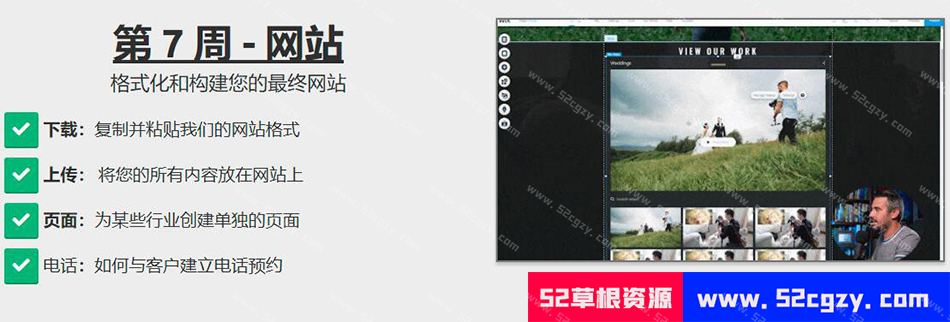 第 7 周 - 网站
格式化和构建您的最终网站
下载：复制并粘贴我们的网站格式
上传： 将您的所有内容放在网站上
页面：为某些行业创建单独的页面
电话：如何与客户建立电话预约
VIEW OUR WORK
Weddings
www.52cgzy.com
52草根资源
www.52cgzy.com